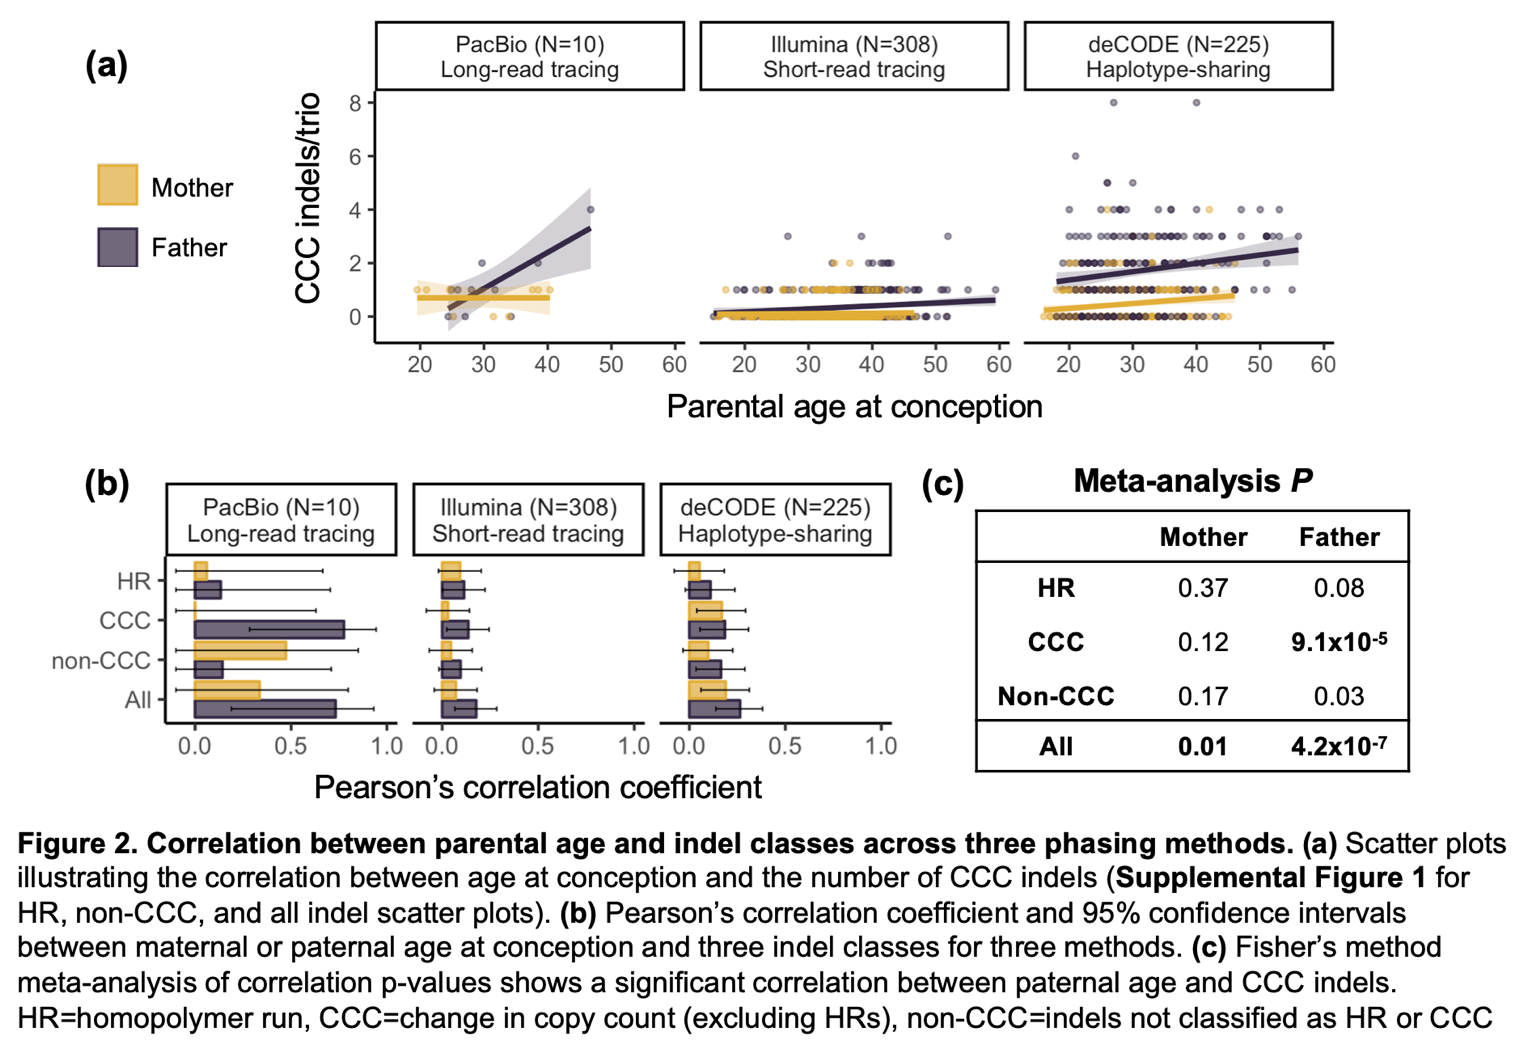 (a)
PacBio (N=10)
Long-read tracing
Illumina (N=308)
Short-read tracing
deCODE (N=225)
Haplotype-sharing
Mother
Father
CCC indels/trio
8
6
4
2
0
20 30 40 50 60
20 30 40 50 60
20 30 40 50 60
Parental age at conception
(b)
PacBio (N=10)
Long-read tracing
Illumina (N=308)
Short-read tracing
deCODE (N=225)
Haplotype-sharing
HR
CCC
non-CCC
All
0.0 0.5 1.0
0.0 0.5 1.0
0.0 0.5 1.0
Pearson's correlation coefficient
(c)
Meta-analysis P
Mother Father
HR 0.37 0.08
CCC 0.12 9.1x10-5
Non-CCC 0.17 0.03
All 0.01 4.2x10-7
Figure 2. Correlation between parental age and indel classes across three phasing methods. (a) Scatter plots
illustrating the correlation between age at conception and the number of CCC indels (Supplemental Figure 1 for
HR, non-CCC, and all indel scatter plots). (b) Pearson's correlation coefficient and 95% confidence intervals
between maternal or paternal age at conception and three indel classes for three methods. (c) Fisher's method
meta-analysis of correlation p-values shows a significant correlation between paternal age and CCC indels.
HR=homopolymer run, CCC=change in copy count (excluding HRs), non-CCC=indels not classified as HR or CCC